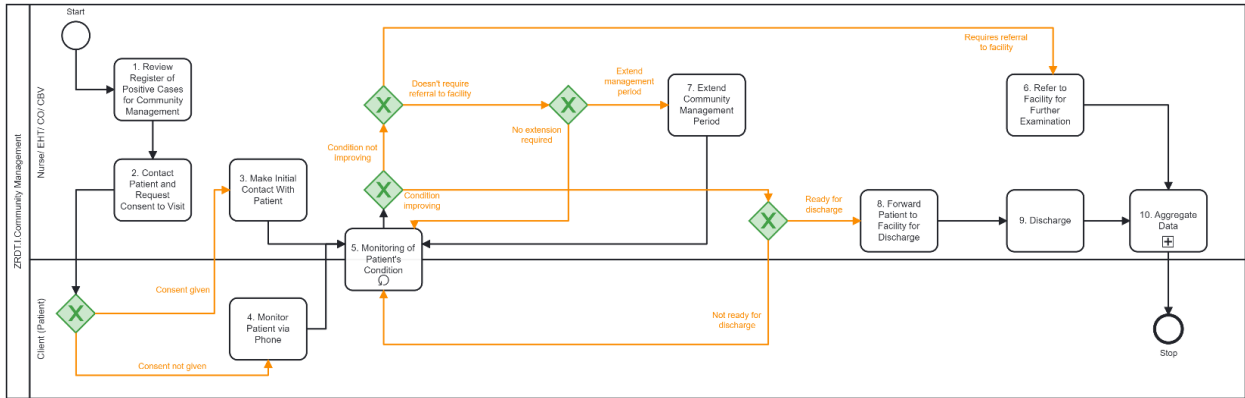 ZRDT.I.Community Management
Nurse/ EHT/ CO/ CBV
Client (Patient)
Start
1. Review
Register of
Positive Cases
for Community
Management
2. Contact
Patient and
Request
Consent to Visit
Consent given
Consent not given
3. Make Initial
Contact With
Patient
4. Monitor
Patient via
Phone
5. Monitoring of
Patient's
Condition
Condition not
Improving
Condition
improving
Doesn't require
referral to facility
Requires referral
to facility
Extend
management
period
No extension
required
7. Extend
Community
Management
Period
6. Refer to
Facility for
Further
Examination
Ready for
discharge
Not ready for
discharge
8. Forward
Patient to
Facility for
Discharge
9. Discharge
10. Aggregate
Data
Stop